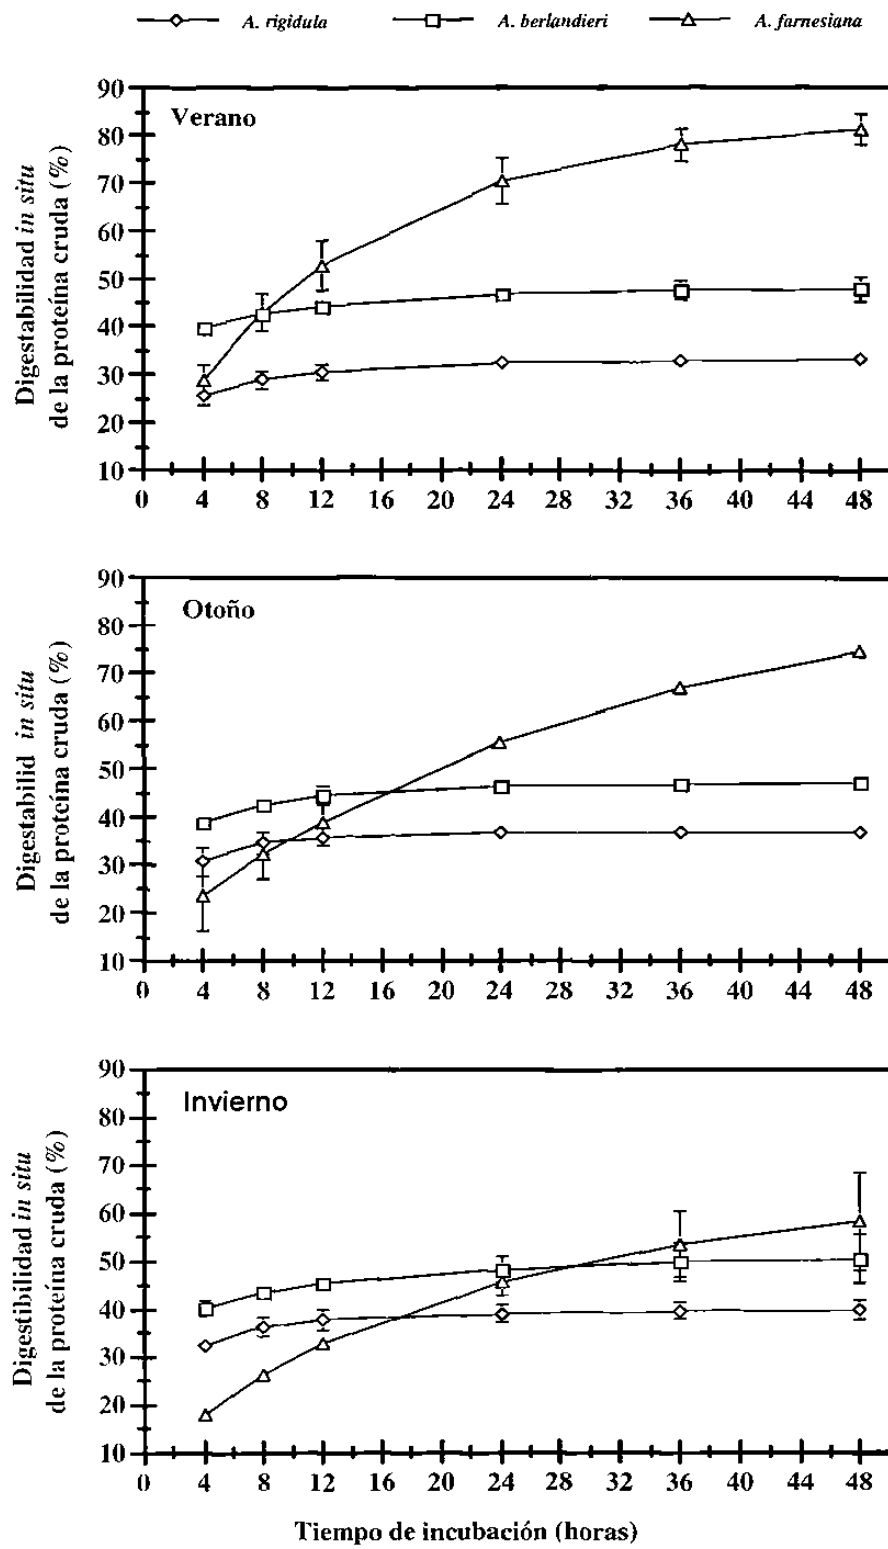 A. rigidula A. berlandieri A. farnesiana
Verano
Digestabilidad in situ
de la proteína cruda (%)
90
80
70
60
50
40
30
20
10
0 4 8 12 16 20 24 28 32 36 40 44 48
Otoño
Digestabilid in situ
de la proteína cruda (%)
90
80
70
60
50
40
30
20
10
0 4 8 12 16 20 24 28 32 36 40 44 48
Invierno
Digestibilidad in situ
de la proteína cruda (%)
90
80
70
60
50
40
30
20
10
0 4 8 12 16 20 24 28 32 36 40 44 48
Tiempo de incubación (horas)